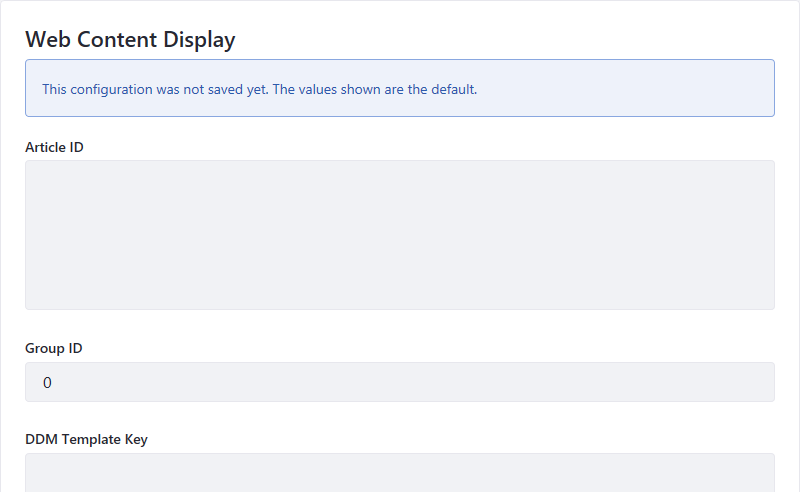 Web Content Display
This configuration was not saved yet. The values shown are the default.
Article ID
Group ID
0
DDM Template Key